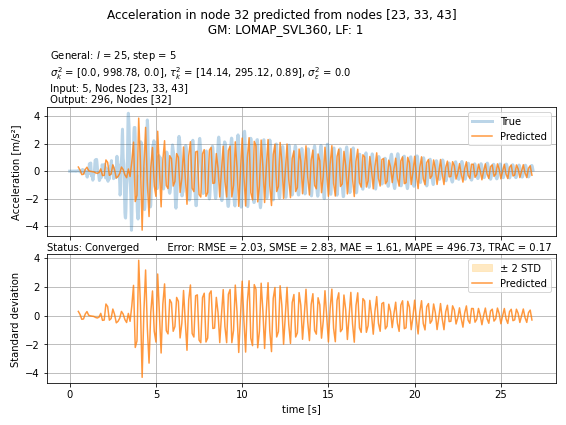 Acceleration in node 32 predicted from nodes [23, 33, 43]
GM: LOMAP_SVL360, LF: 1
General: l = 25, step = 5
σ²ₖ = [0.0, 998.78, 0.0], τ²ₖ = [14.14, 295.12, 0.89], σ²ε = 0.0
Input: 5, Nodes [23, 33, 43]
Output: 296, Nodes [32]
Acceleration [m/s²]
4
2
0
−2
−4
True
Predicted
Status: Converged
Error: RMSE = 2.03, SMSE = 2.83, MAE = 1.61, MAPE = 496.73, TRAC = 0.17
Standard deviation
4
2
0
−2
−4
± 2 STD
Predicted
0 5 10 15 20 25
time [s]